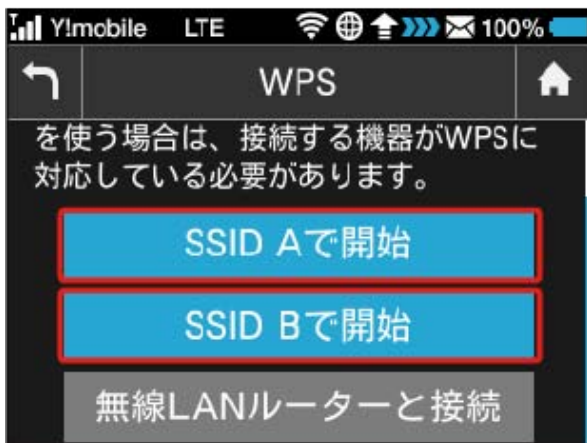 Y!mobile LTE 100%
WPS
を使う場合は、接続する機器がWPSに
対応している必要があります。
SSID Aで開始
SSID Bで開始
無線LANルーターと接続